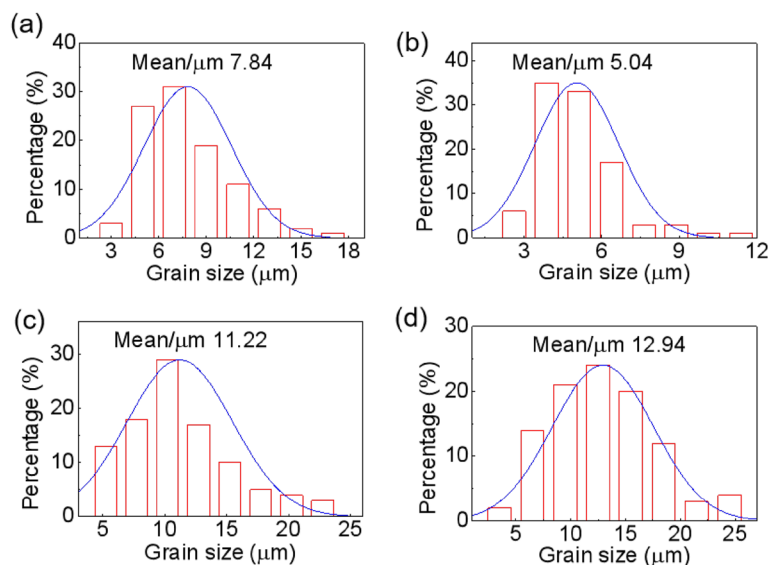 (a)
Mean/μm 7.84
Percentage (%)
40
30
20
10
0
3 6 9 12 15 18
Grain size (μm)
(b)
Mean/μm 5.04
Percentage (%)
40
30
20
10
0
3 6 9 12
Grain size (μm)
(c)
Mean/μm 11.22
Percentage (%)
30
20
10
0
5 10 15 20 25
Grain size (μm)
(d)
Mean/μm 12.94
Percentage (%)
30
20
10
0
5 10 15 20 25
Grain size (μm)